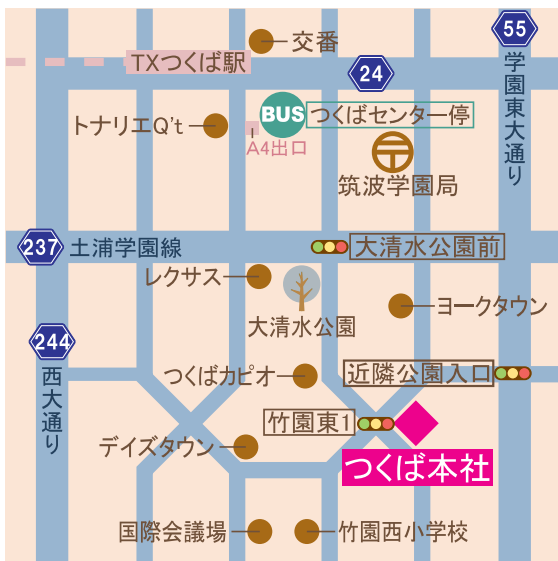 交番
55
TXつくば駅
24
学園東大通り
BUS
つくばセンター停
トナリエQ't
A4出口
筑波学園局
237
土浦学園線
大清水公園前
レクサス
大清水公園
ヨークタウン
244
西大通り
つくばカピオ
近隣公園入口
竹園東1
デイズタウン
つくば本社
国際会議場
竹園西小学校